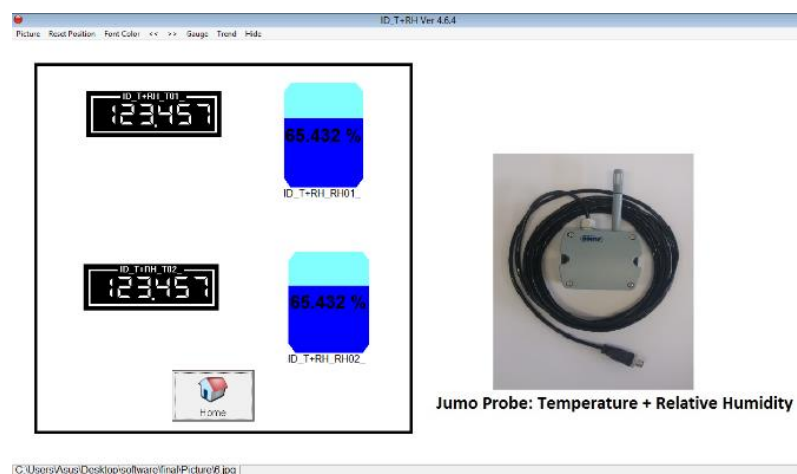 ID_T+RH Ver 4.6.4
Picture Reset Position Font Color << >> Gauge Trend Hide
ID_T+RH_T01_
123.457
65.432 %
ID_T+RH_RH01_
ID_T+RH_T02_
123.457
65.432 %
ID_T+RH_RH02_
Home
Jumo Probe: Temperature + Relative Humidity
C:\Users\Asus\Desktop\software\final\Picture\6.jpg